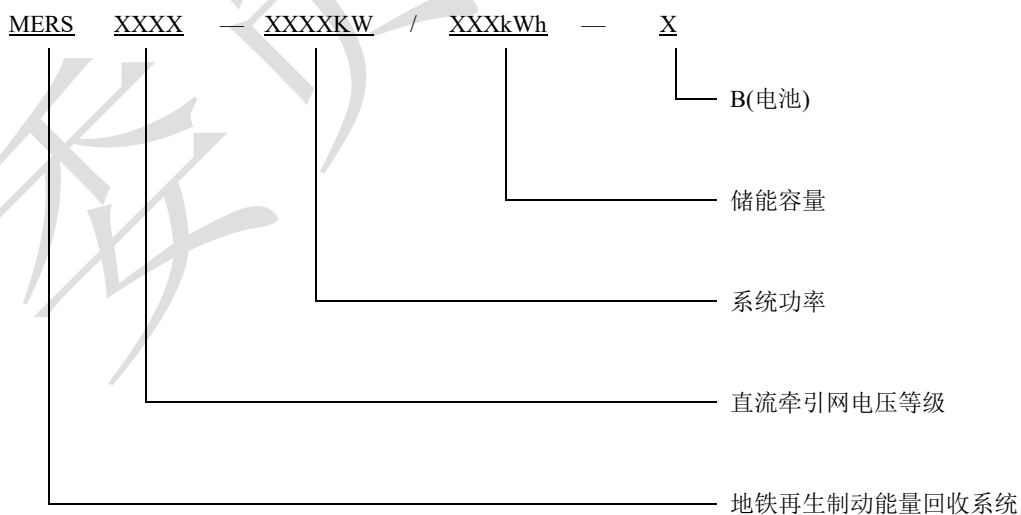 MERS XXXX — XXXXKW / XXXkWh — X
B(电池)
储能容量
系统功率
直流牵引网电压等级
地铁再生制动能量回收系统